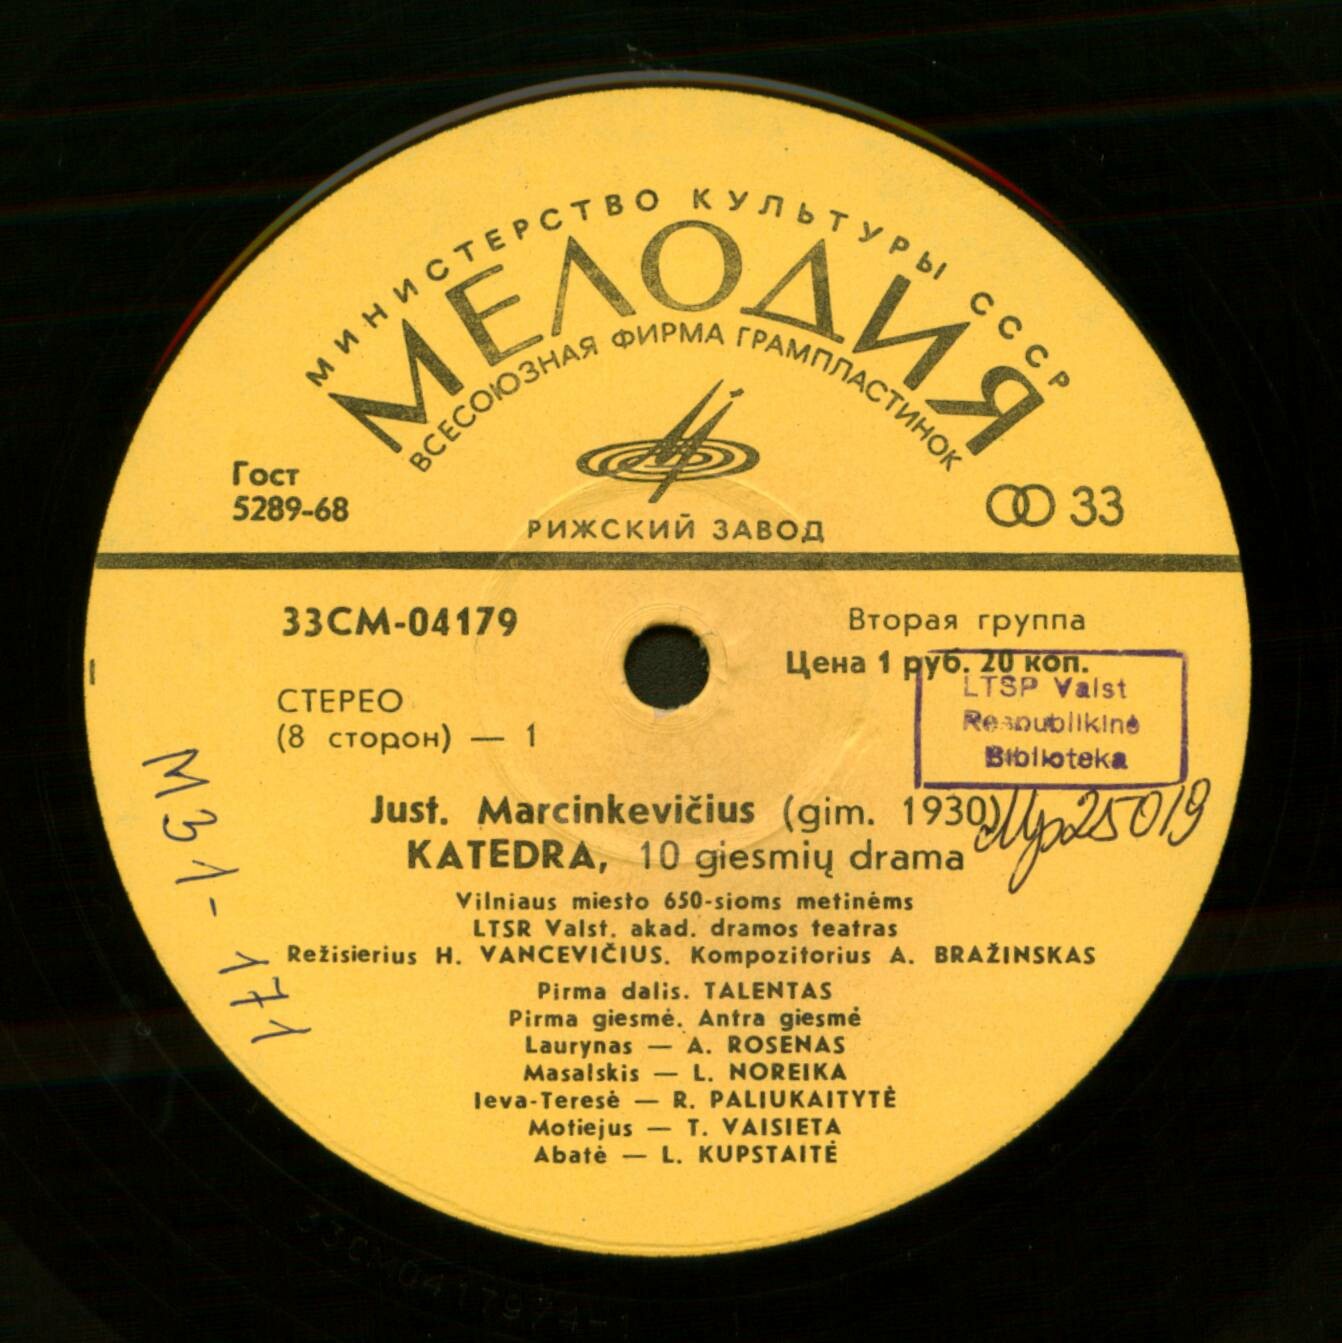 МИНИСТЕРСТВО КУЛЬТУРЫ СССР
МЕЛОДИЯ
ВСЕСОЮЗНАЯ ФИРМА ГРАМПЛАСТИНОК
Гост
5289-68
РИЖСКИЙ ЗАВОД
33
33СМ-04179
Вторая группа
Цена 1 руб. 20 коп.
СТЕРЕО
(8 сторон) — 1
LTSР Valst
Respublikinė
Biblioteka
Just. Marcinkevičius (gim. 1930)
25019
KATEDRA, 10 giesmių drama
Vilniaus miesto 650-sioms metinėms
LTSR Valst. akad. dramos teatras
Režisierius H. VANCEVIČIUS. Kompozitorius A. BRAŽINSKAS
Pirma dalis. TALENTAS
Pirma giesmė. Antra giesmė
Laurynas — A. ROSENAS
Masalskis — L. NOREIKA
Ieva-Teresė — R. PALIUKAITYTĖ
Motiejus — T. VAISIETA
Abatė — L. KUPSTAITĖ